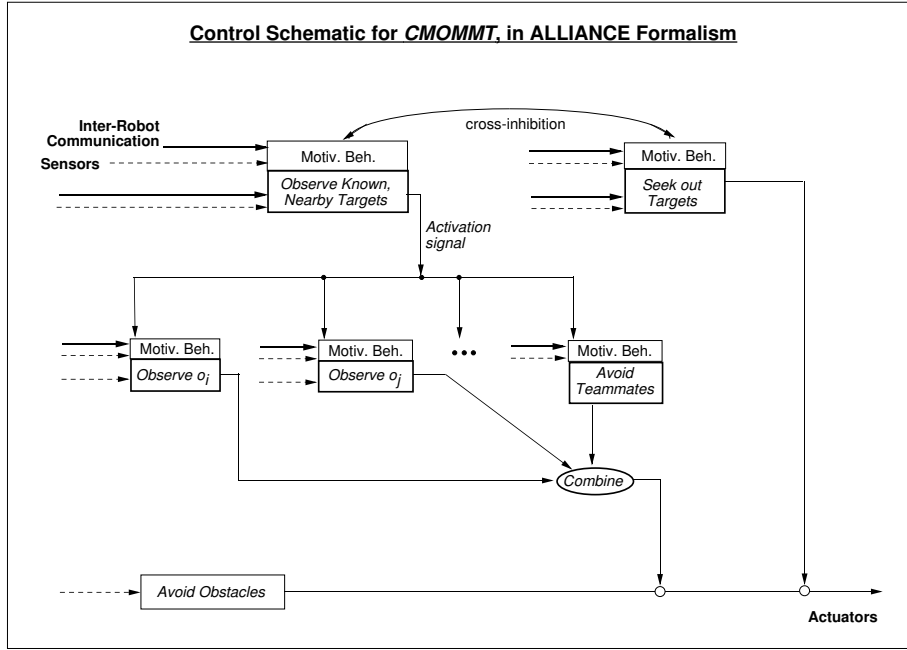 Control Schematic for CMOMMT, in ALLIANCE Formalism
cross-inhibition
Inter-Robot
Communication
Sensors
Motiv. Beh.
Observe Known,
Nearby Targets
Motiv. Beh.
Seek out
Targets
Activation
signal
Motiv. Beh.
Observe oi
Motiv. Beh.
Observe oj
•••
Motiv. Beh.
Avoid
Teammates
Combine
Avoid Obstacles
Actuators